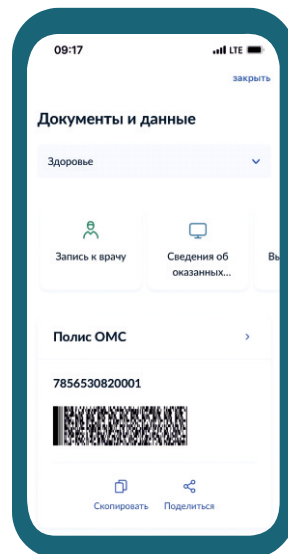 09:17 LTE
закрыть
Документы и данные
Здоровье
Запись к врачу
Сведения об
оказанных...
Полис ОМС
7856530820001
Скопировать Поделиться